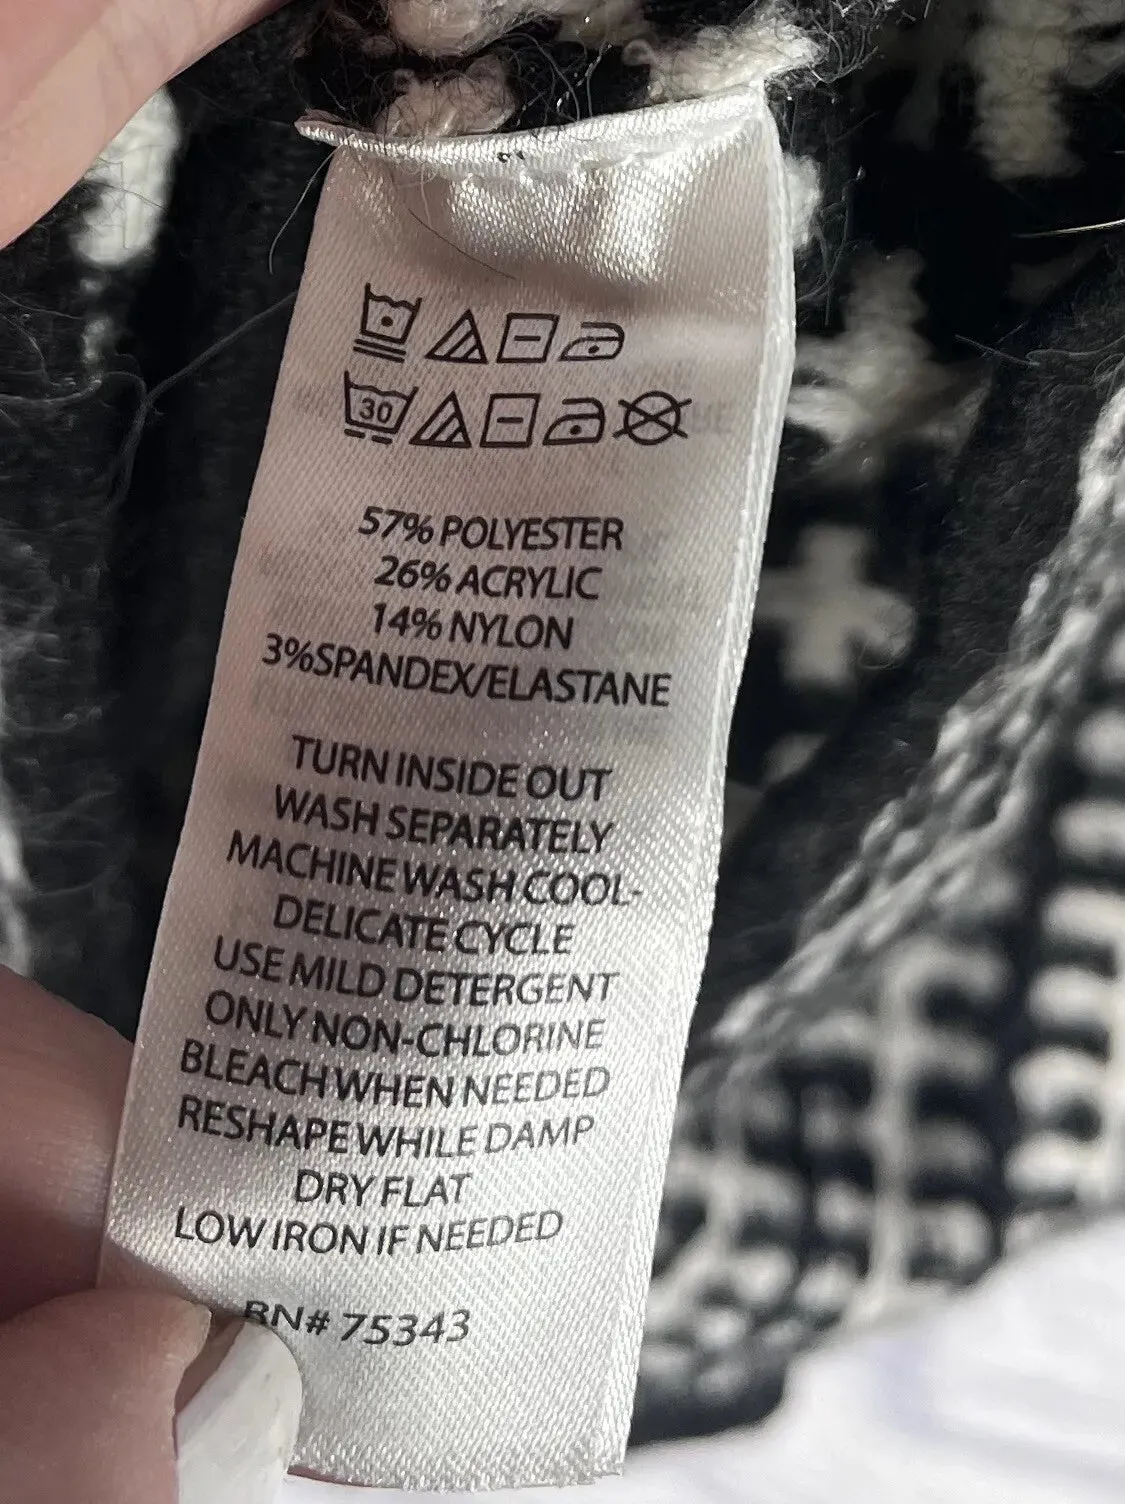 30
57% POLYESTER
26% ACRYLIC
14% NYLON
3%SPANDEX/ELASTANE
TURN INSIDE OUT
WASH SEPARATELY
MACHINE WASH COOL-
DELICATE CYCLE
USE MILD DETERGENT
ONLY NON-CHLORINE
BLEACH WHEN NEEDED
RESHAPE WHILE DAMP
DRY FLAT
LOW IRON IF NEEDED
RN# 75343